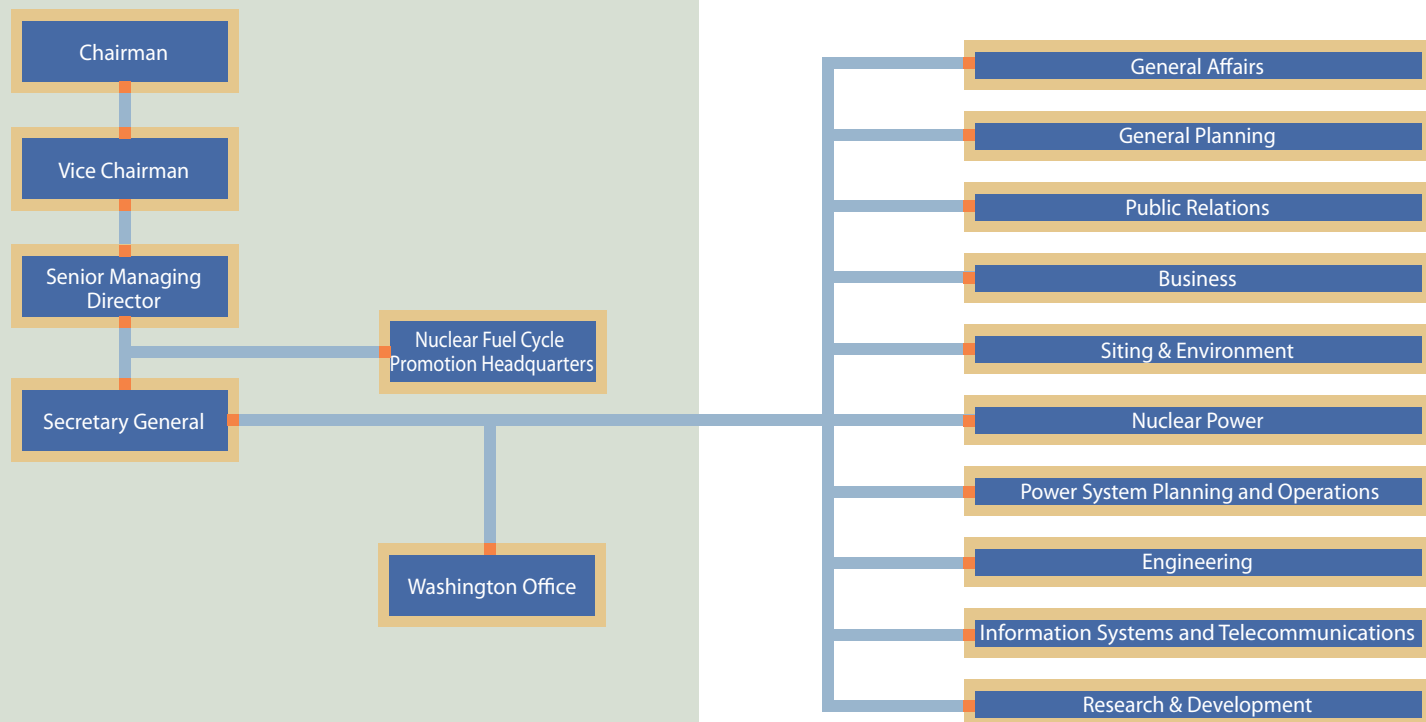 Chairman
Vice Chairman
Senior Managing
Director
Nuclear Fuel Cycle
Promotion Headquarters
Secretary General
Washington Office
General Affairs
General Planning
Public Relations
Business
Siting & Environment
Nuclear Power
Power System Planning and Operations
Engineering
Information Systems and Telecommunications
Research & Development